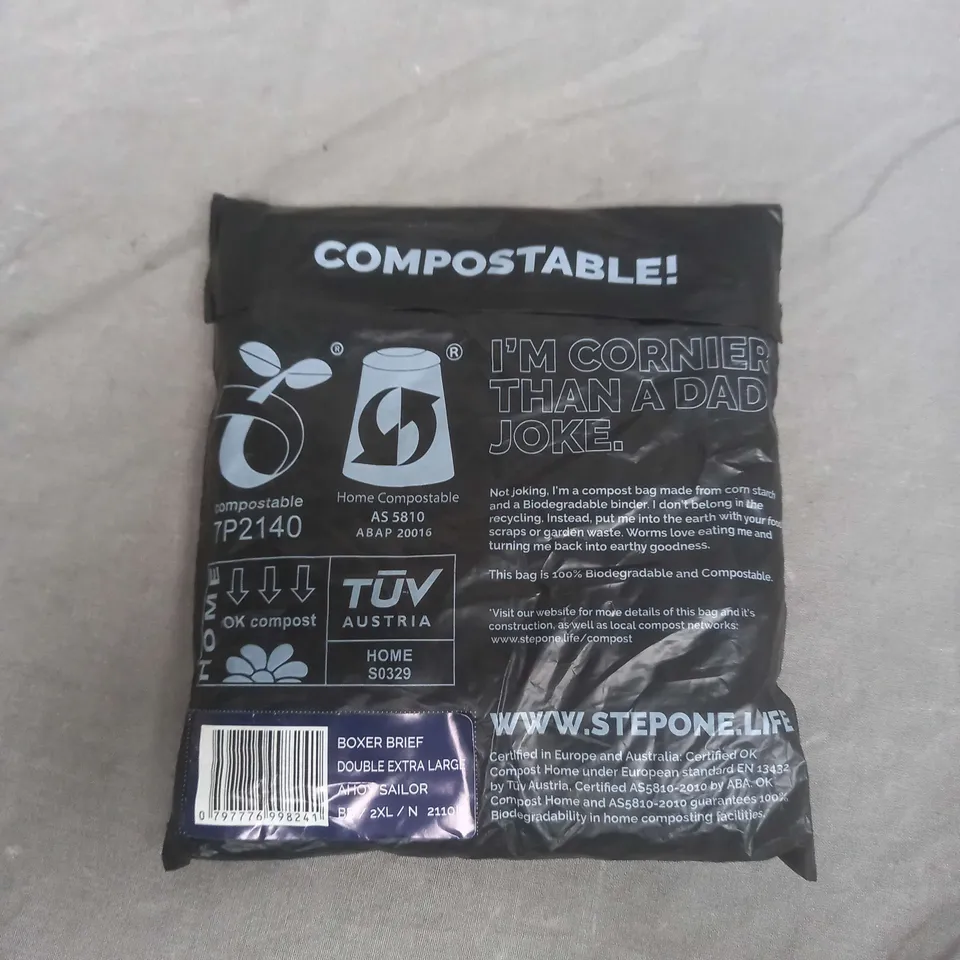 COMPOSTABLE!
®
compostable
7P2140
®
Home Compostable
AS 5810
ABAP 20016
I'M CORNIER
THAN A DAD
JOKE.
Not joking, I'm a compost bag made from corn starch
and a Biodegradable binder. I don't belong in the
recycling. Instead, put me into the earth with your food
scraps or garden waste. Worms love eating me and
turning me back into earthy goodness.
This bag is 100% Biodegradable and Compostable.
*Visit our website for more details of this bag and it's
construction, as well as local compost networks:
www.stepone.life/compost
HOME
OK compost
TÜV
AUSTRIA
HOME
S0329
WWW.STEPONE.LIFE
Certified in Europe and Australia: Certified OK
Compost Home under European standard EN 13432
by Tuv Austria, Certified AS5810-2010 by ABA. OK
Compost Home and AS5810-2010 guarantees 100%
Biodegradability in home composting facilities.
BOXER BRIEF
DOUBLE EXTRA LARGE
AHOY SAILOR
/ 2XL / N 2110
0 797776 998241